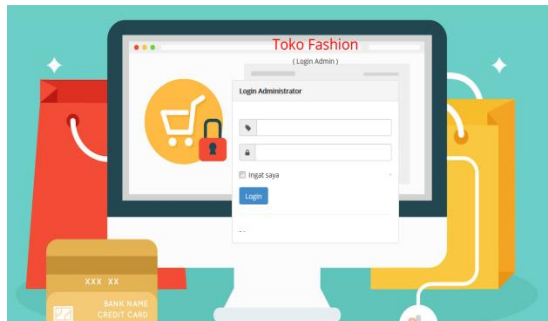 Toko Fashion
( Login Admin )
Login Administrator
Ingat saya
Login
XXX XX
BANK NAME
CREDIT CARD